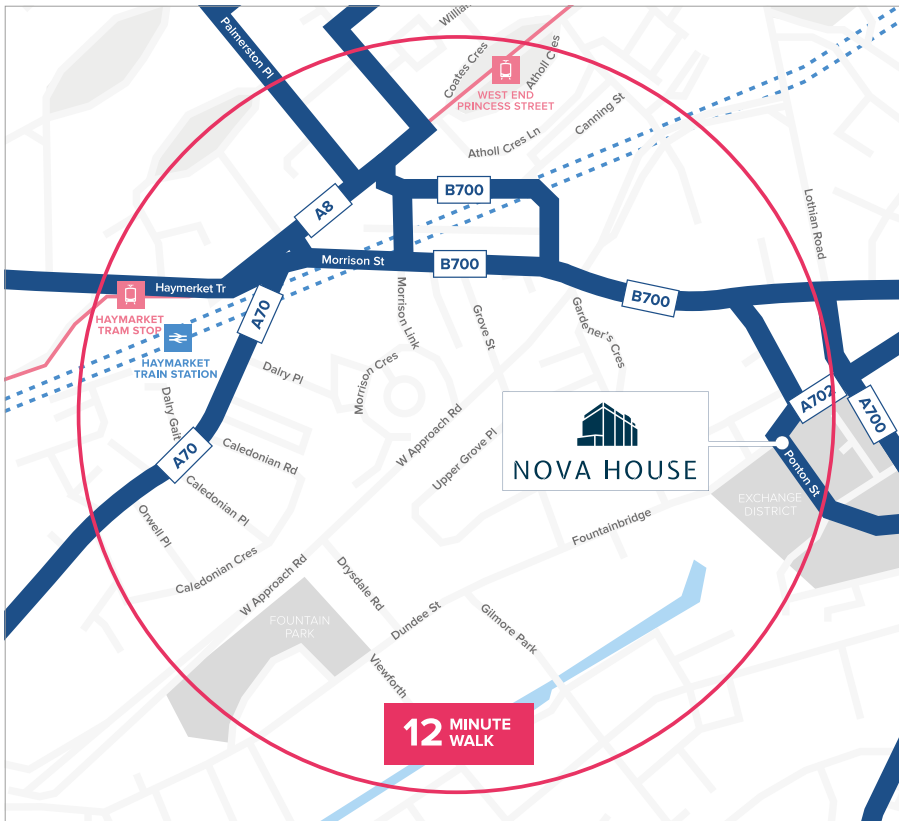 Palmerston Pl
Willian
Coates Cres
Atholl Cres
WEST END
PRINCESS STREET
Canning St
Atholl Cres Ln
B700
A8
Lothian Road
Morrison St
B700
Haymerket Tr
B700
HAYMARKET
TRAM STOP
A70
Morrison Link
Grove St
Gardener's Cres
HAYMARKET
TRAIN STATION
Dalry Pl
Morrison Cres
Dalry Gait
A702
A700
W Approach Rd
NOVA HOUSE
A70
Caledonian Rd
Upper Grove Pl
Ponton St
Caledonian Pl
EXCHANGE
DISTRICT
Orwell Pl
Fountainbridge
Caledonian Cres
W Approach Rd
Drysdale Rd
FOUNTAIN
PARK
Dundee St
Gilmore Park
Viewforth
12 MINUTE
WALK